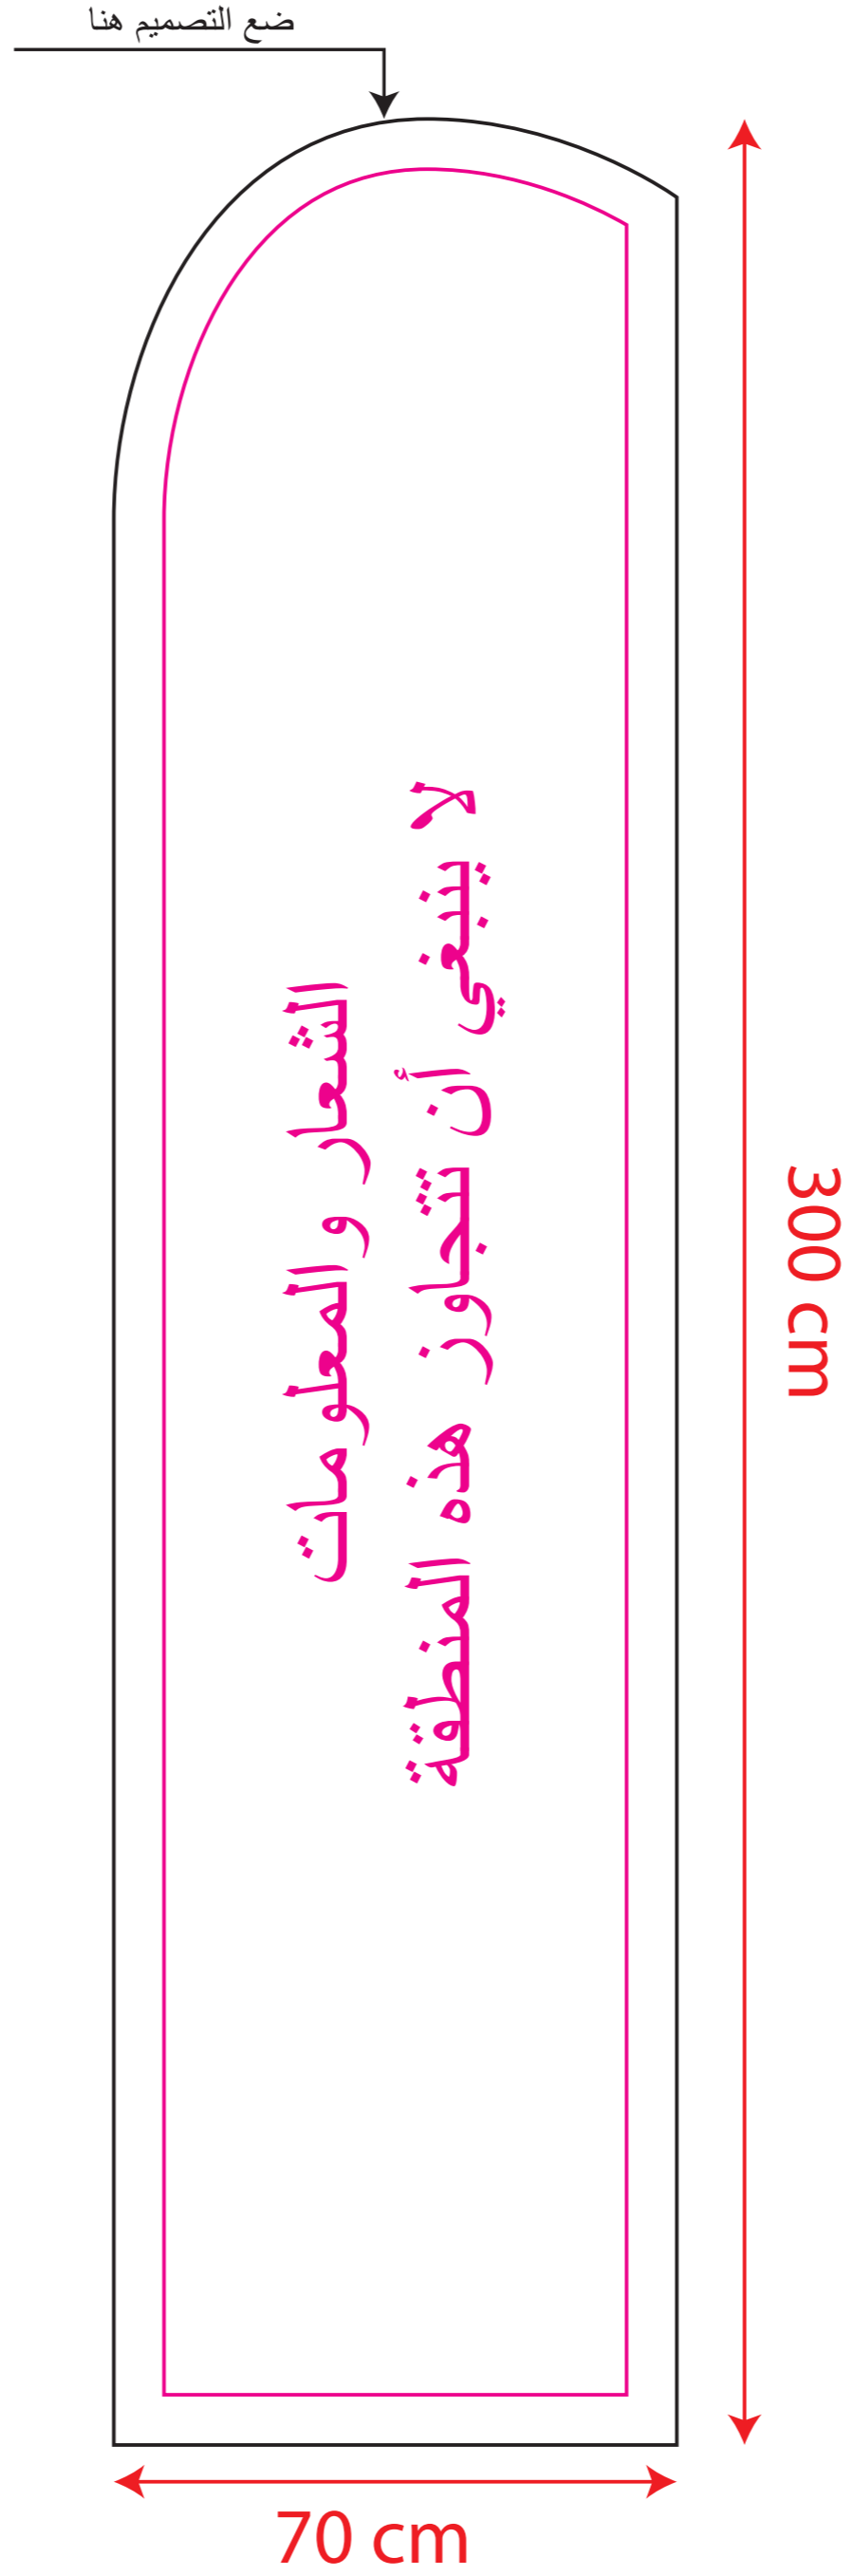 ضع التصميم هنا
لا ينبغي أن تتجاوز هذه المنطقة
الشعار و المعلومات
300 cm
70 cm